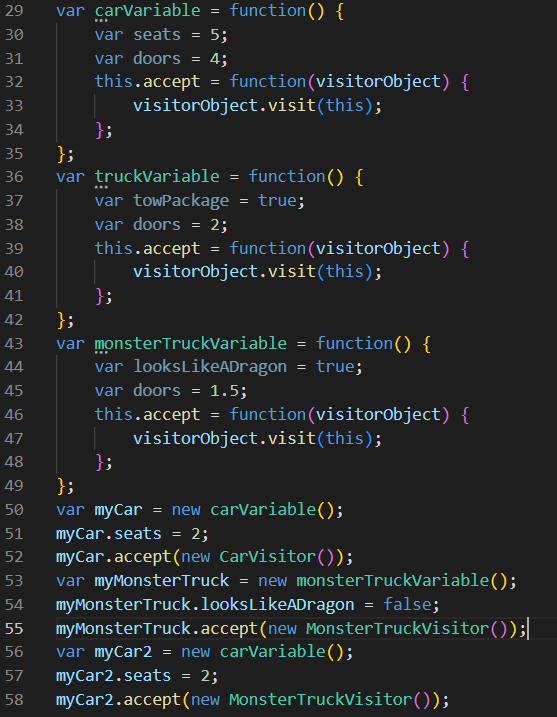 29 var carVariable = function() {
30     var seats = 5;
31     var doors = 4;
32     this.accept = function(visitorObject) {
33         visitorObject.visit(this);
34     };
35 };
36 var truckVariable = function() {
37     var towPackage = true;
38     var doors = 2;
39     this.accept = function(visitorObject) {
40         visitorObject.visit(this);
41     };
42 };
43 var monsterTruckVariable = function() {
44     var looksLikeADragon = true;
45     var doors = 1.5;
46     this.accept = function(visitorObject) {
47         visitorObject.visit(this);
48     };
49 };
50 var myCar = new carVariable();
51 myCar.seats = 2;
52 myCar.accept(new CarVisitor());
53 var myMonsterTruck = new monsterTruckVariable();
54 myMonsterTruck.looksLikeADragon = false;
55 myMonsterTruck.accept(new MonsterTruckVisitor());
56 var myCar2 = new carVariable();
57 myCar2.seats = 2;
58 myCar2.accept(new MonsterTruckVisitor());